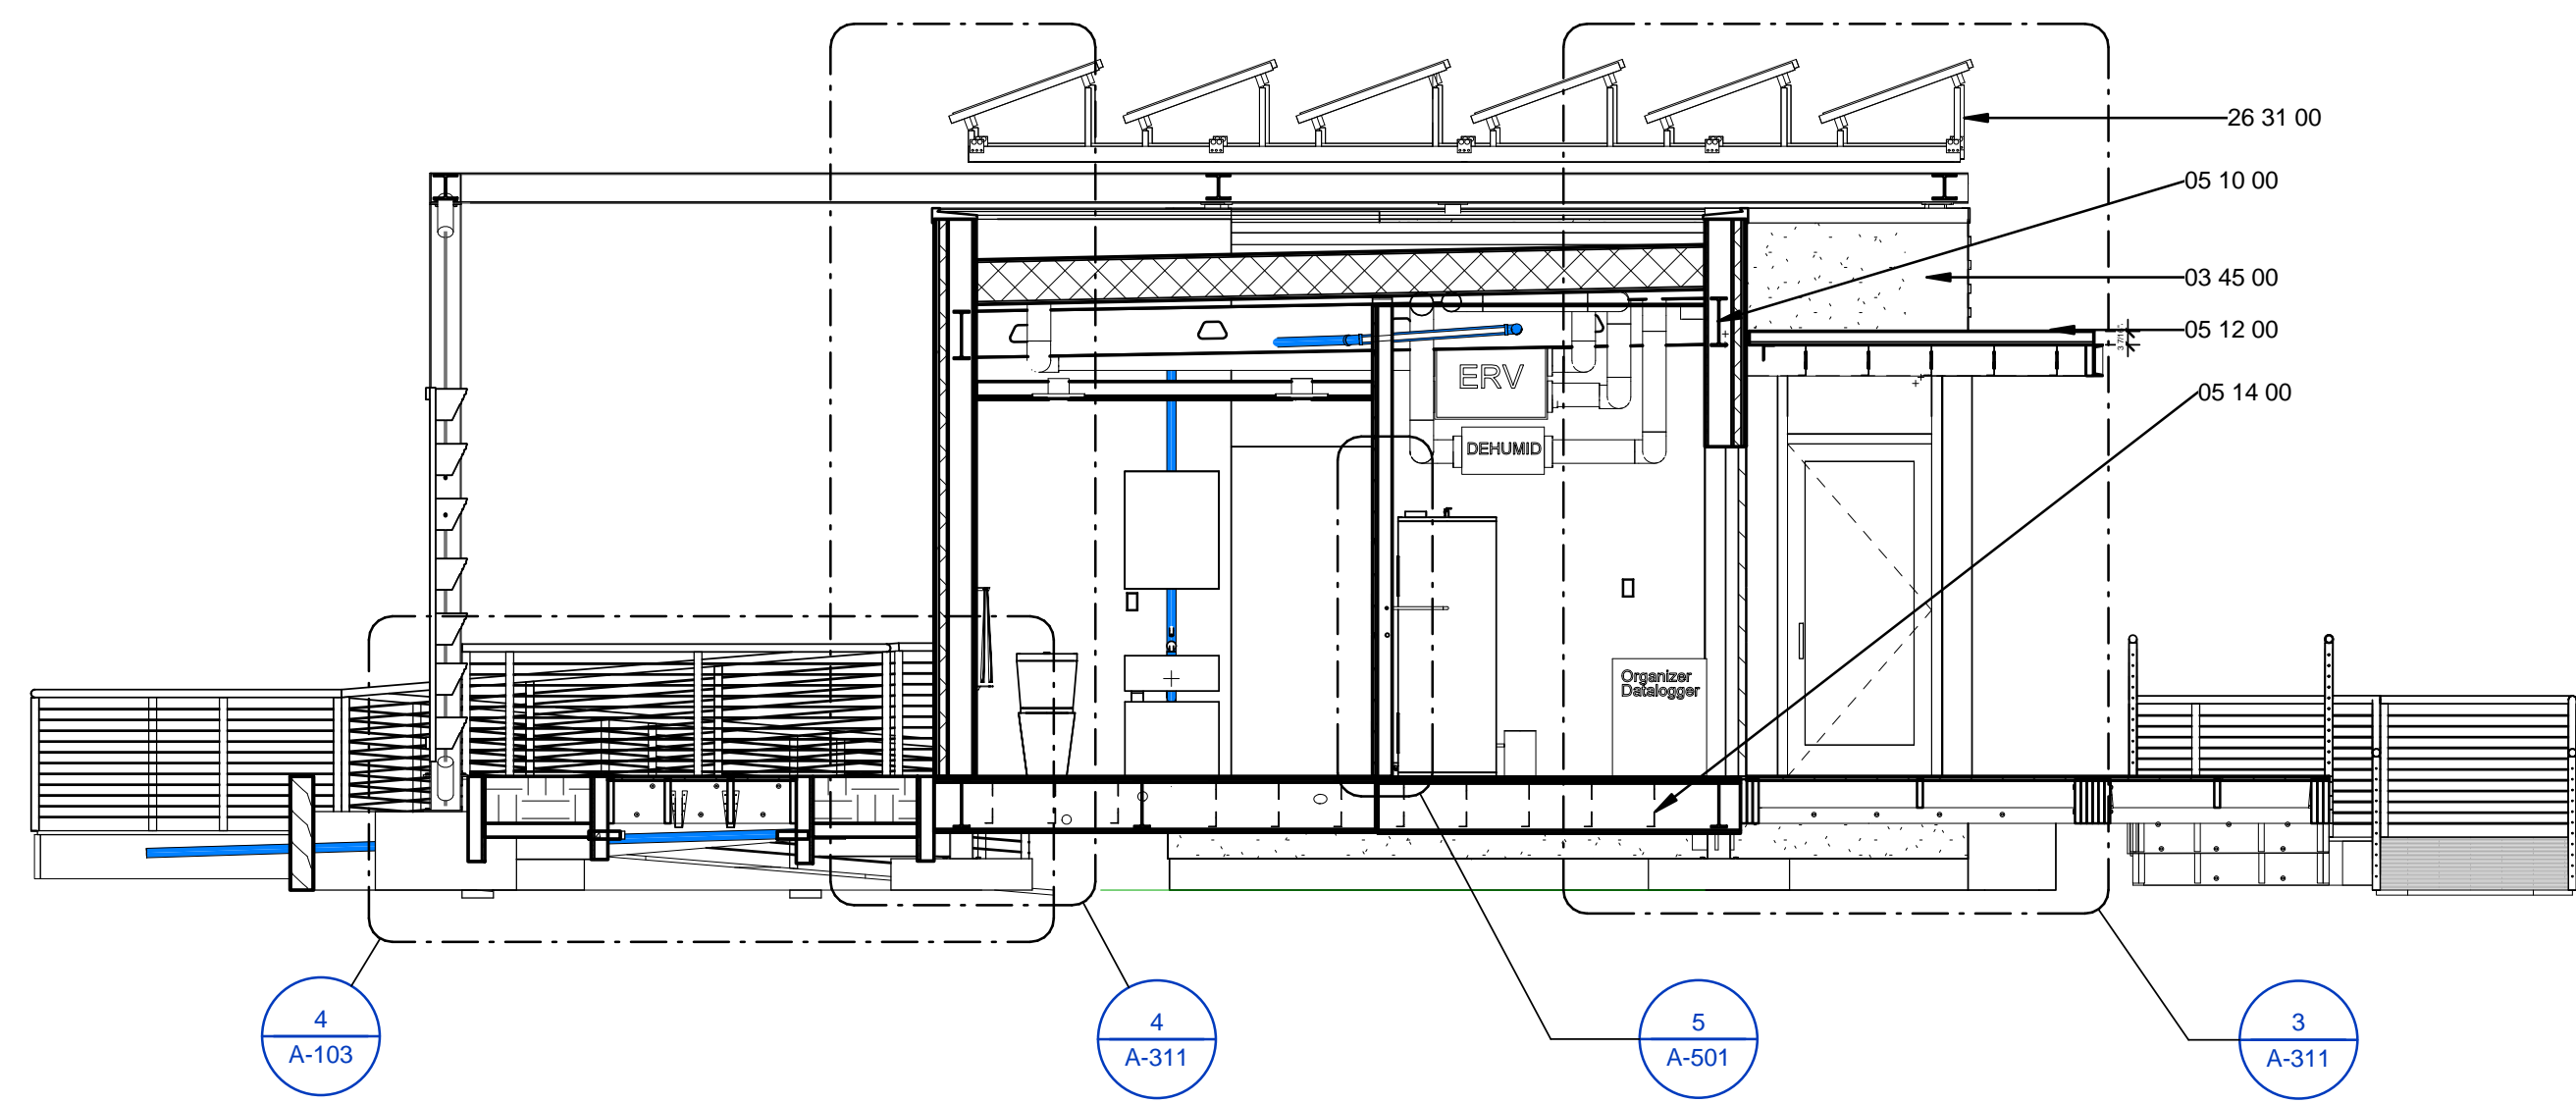 26 31 00
05 10 00
03 45 00
05 12 00
05 14 00
ERV
DEHUMID
Organizer
Datalogger
4
A-103
4
A-311
5
A-501
3
A-311